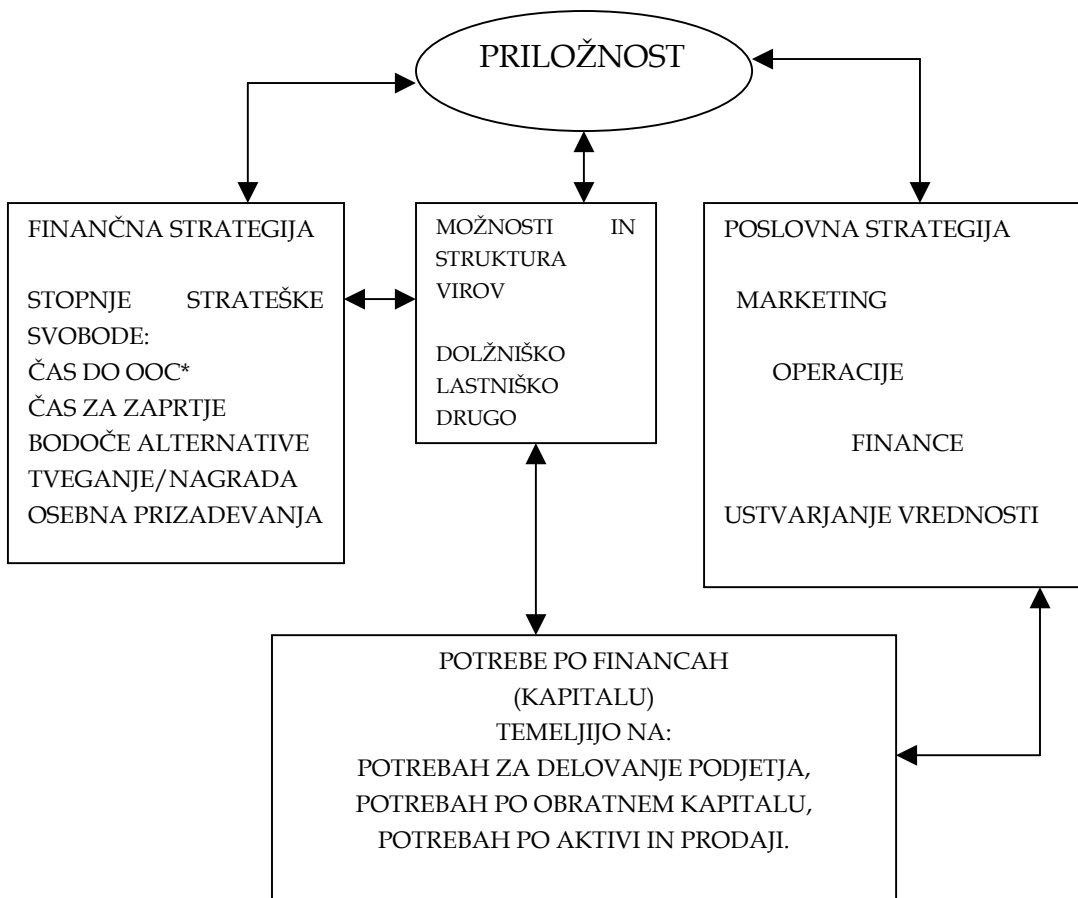 PRILOŽNOST
FINANČNA STRATEGIJA
STOPNJE STRATEŠKE
SVOBODE:
ČAS DO OOC*
ČAS ZA ZAPRTJE
BODOČE ALTERNATIVE
TVEGANJE/NAGRADA
OSEBNA PRIZADEVANJA
MOŽNOSTI IN
STRUKTURA
VIROV
DOLŽNIŠKO
LASTNIŠKO
DRUGO
POSLOVNA STRATEGIJA
MARKETING
OPERACIJE
FINANCE
USTVARJANJE VREDNOSTI
POTREBE PO FINANCAH
(KAPITALU)
TEMELJIJO NA:
POTREBAH ZA DELOVANJE PODJETJA,
POTREBAH PO OBRATNEM KAPITALU,
POTREBAH PO AKTIVI IN PRODAJI.